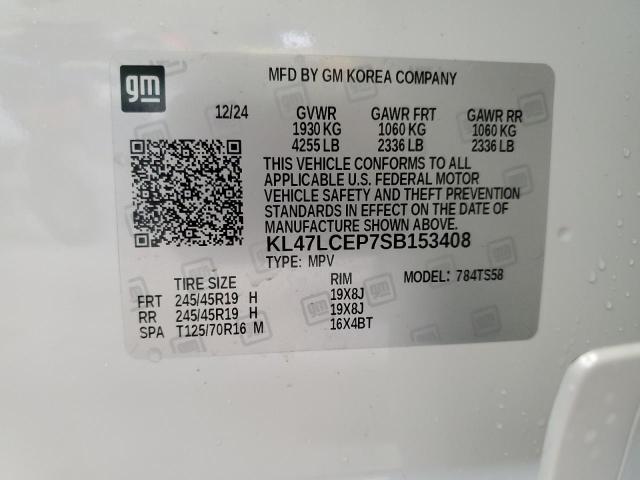 gm
MFD BY GM KOREA COMPANY
12/24 GVWR GAWR FRT GAWR RR
1930 KG 1060 KG 1060 KG
4255 LB 2336 LB 2336 LB
THIS VEHICLE CONFORMS TO ALL
APPLICABLE U.S. FEDERAL MOTOR
VEHICLE SAFETY AND THEFT PREVENTION
STANDARDS IN EFFECT ON THE DATE OF
MANUFACTURE SHOWN ABOVE.
KL47LCEP7SB153408
TYPE: MPV MODEL: 784TS58
TIRE SIZE RIM
FRT 245/45R19 H 19X8J
RR 245/45R19 H 19X8J
SPA T125/70R16 M 16X4BT